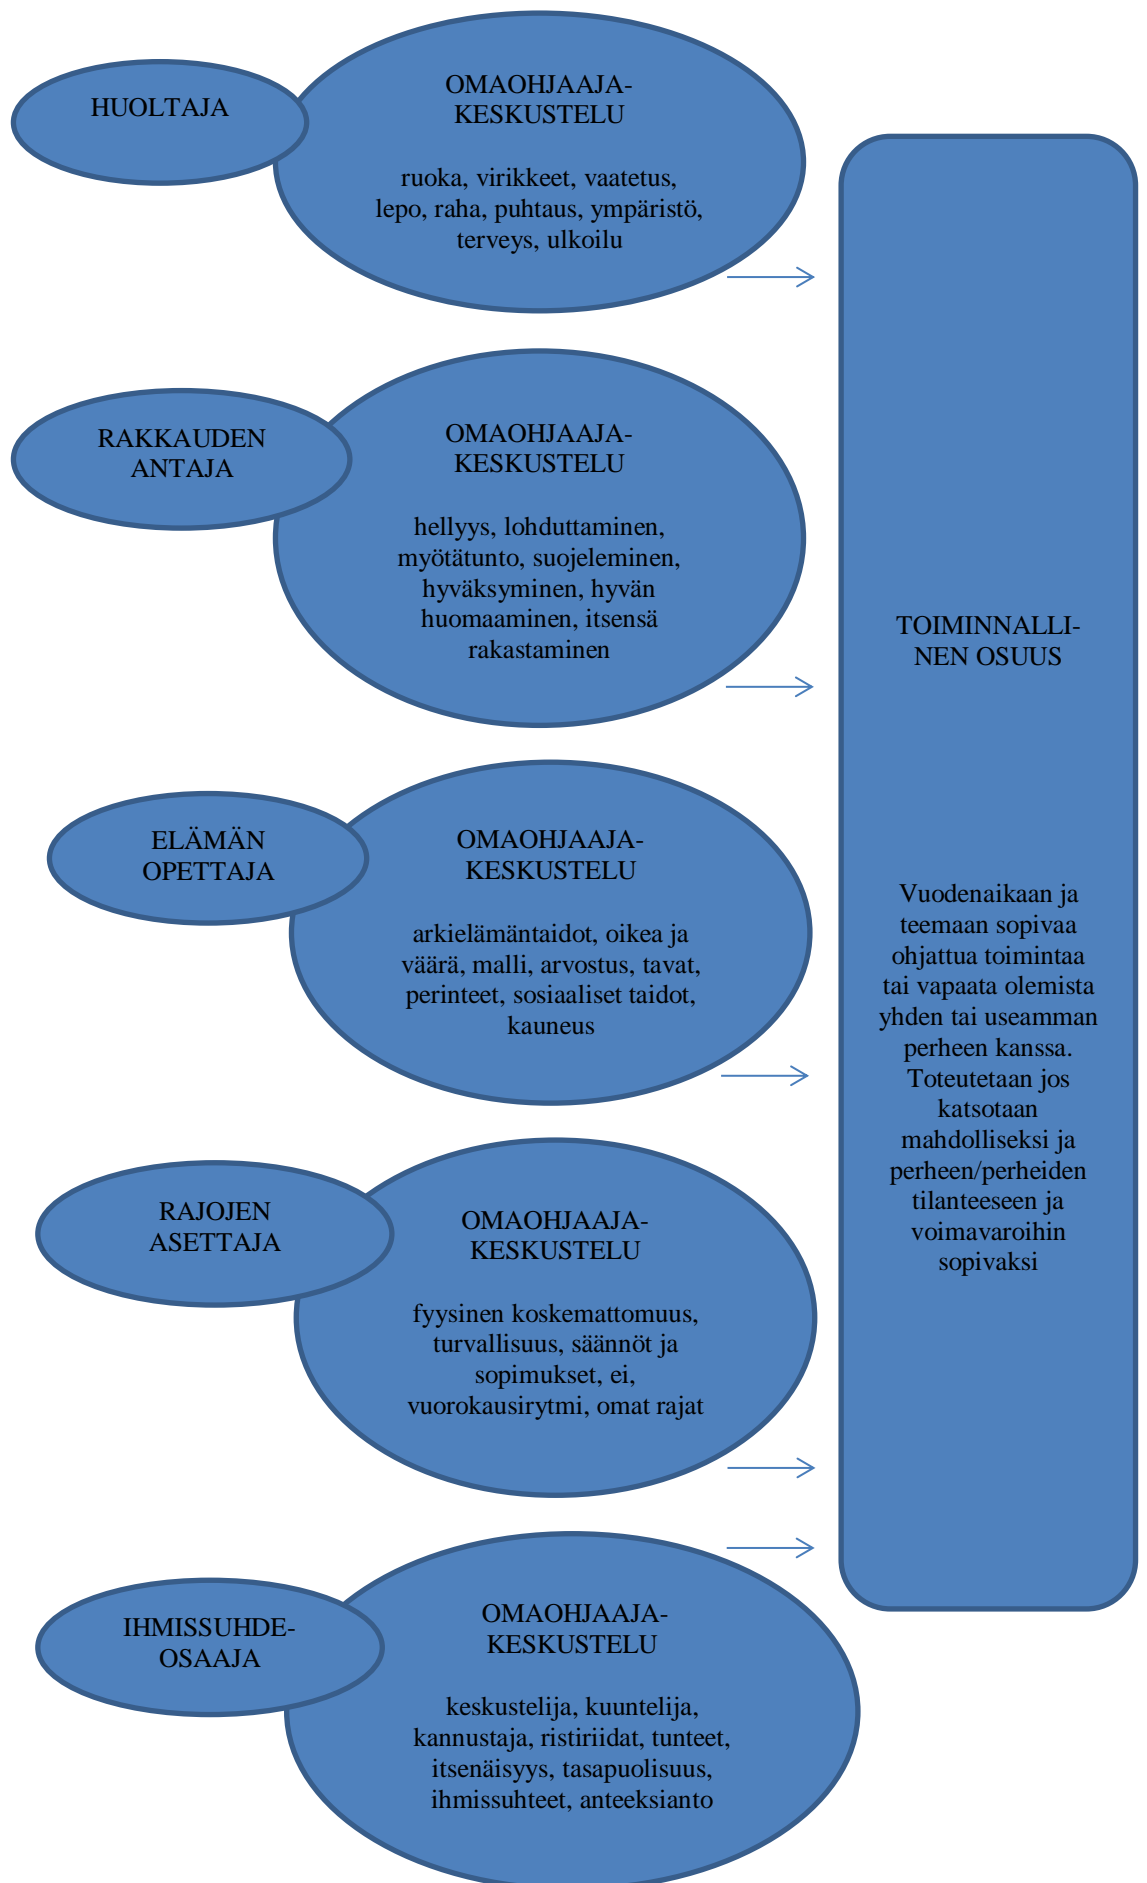 HUOLTAJA
OMAOHJAAJA-
KESKUSTELU
ruoka, virikkeet, vaatetus,
lepo, raha, puhtaus, ympäristö,
terveys, ulkoilu
RAKKAUDEN
ANTAJA
OMAOHJAAJA-
KESKUSTELU
hellyys, lohduttaminen,
myötätunto, suojeleminen,
hyväksyminen, hyvän
huomaaminen, itsensä
rakastaminen
ELÄMÄN
OPETTAJA
OMAOHJAAJA-
KESKUSTELU
arkielämäntaidot, oikea ja
väärä, malli, arvostus, tavat,
perinteet, sosiaaliset taidot,
kauneus
RAJOJEN
ASETTAJA
OMAOHJAAJA-
KESKUSTELU
fyysinen koskemattomuus,
turvallisuus, säännöt ja
sopimukset, ei,
vuorokausirytmi, omat rajat
IHMISSUHDE-
OSAAJA
OMAOHJAAJA-
KESKUSTELU
keskustelija, kuuntelija,
kannustaja, ristiriidat, tunteet,
itsenäisyys, tasapuolisuus,
ihmissuhteet, anteeksianto
TOIMINNALLI-
NEN OSUUS
Vuodenaikaan ja
teemaan sopivaa
ohjattua toimintaa
tai vapaata olemista
yhden tai useamman
perheen kanssa.
Toteutetaan jos
katsotaan
mahdolliseksi ja
perheen/perheiden
tilanteeseen ja
voimavaroihin
sopivaksi